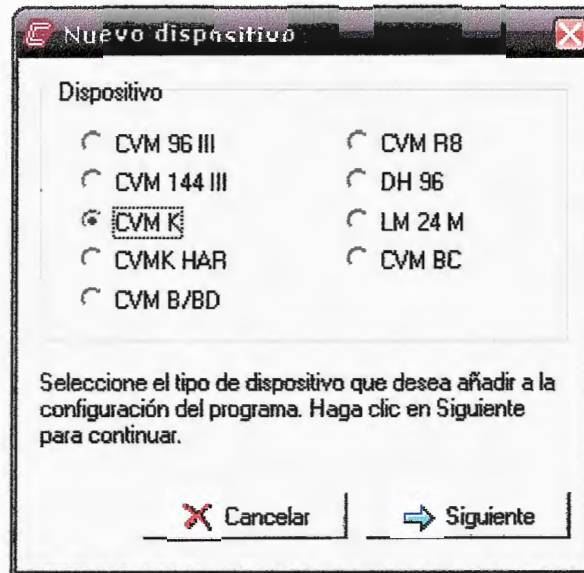 Nuevo dispositivo
Dispositivo
CVM 96 III
CVM 144 III
CVM K
CVMK HAR
CVM B/BD
CVM R8
DH 96
LM 24 M
CVM BC
Seleccione el tipo de dispositivo que desea añadir a la
configuración del programa. Haga clic en Siguiente
para continuar.
Cancelar
Siguiente